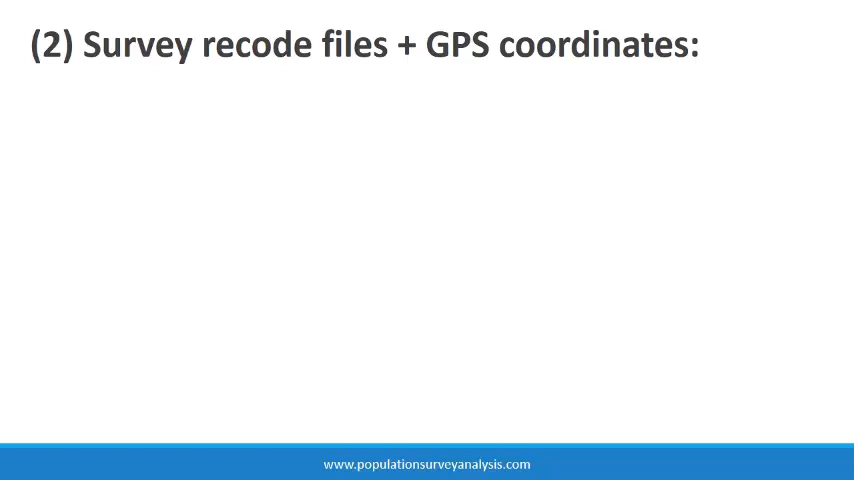 (2) Survey recode files + GPS coordinates:
www.populationsurveyanalysis.com